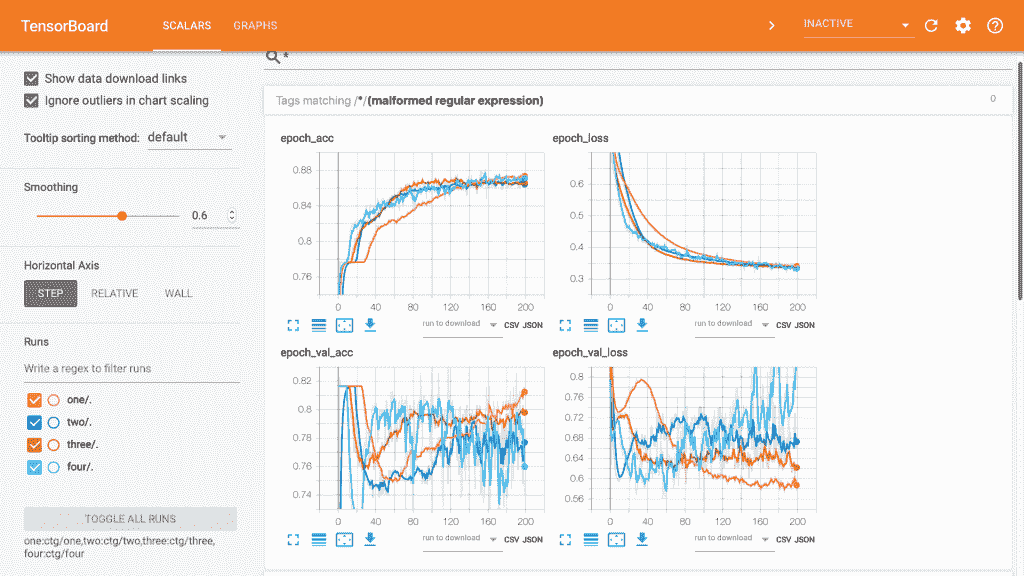 TensorBoard SCALARS GRAPHS INACTIVE
*
Show data download links
Ignore outliers in chart scaling
Tooltip sorting method: default
Smoothing
0.6
Horizontal Axis
STEP RELATIVE WALL
Runs
Write a regex to filter runs
one/.
two/.
three/.
four/.
TOGGLE ALL RUNS
one:ctg/one,two:ctg/two,three:ctg/three,
four:ctg/four
Tags matching /*/(malformed regular expression) 0
epoch_acc
0.88
0.84
0.8
0.76
0 40 80 120 160 200
run to download CSV JSON
epoch_loss
0.6
0.5
0.4
0.3
0 40 80 120 160 200
run to download CSV JSON
epoch_val_acc
0.82
0.8
0.78
0.76
0.74
0 40 80 120 160 200
run to download CSV JSON
epoch_val_loss
0.8
0.76
0.72
0.68
0.64
0.6
0.56
0 40 80 120 160 200
run to download CSV JSON